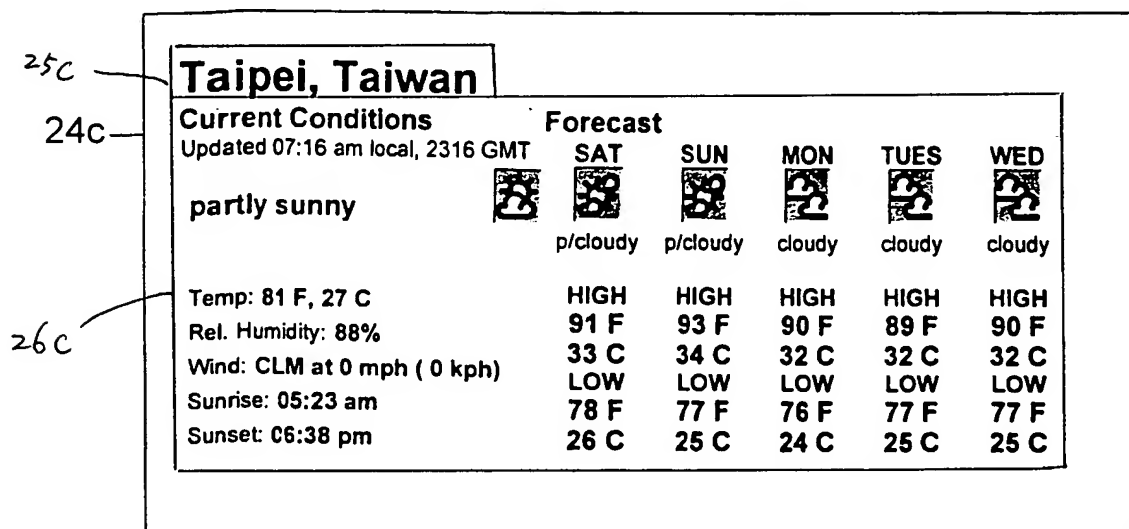 25c
Taipei, Taiwan
24c
Current Conditions
Forecast
Updated 07:16 am local, 2316 GMT
SAT SUN MON TUES WED
partly sunny
p/cloudy p/cloudy cloudy cloudy cloudy
26c
Temp: 81 F, 27 C
Rel. Humidity: 88%
Wind: CLM at 0 mph ( 0 kph)
Sunrise: 05:23 am
Sunset: 06:38 pm
HIGH HIGH HIGH HIGH HIGH
91 F 93 F 90 F 89 F 90 F
33 C 34 C 32 C 32 C 32 C
LOW LOW LOW LOW LOW
78 F 77 F 76 F 77 F 77 F
26 C 25 C 24 C 25 C 25 C